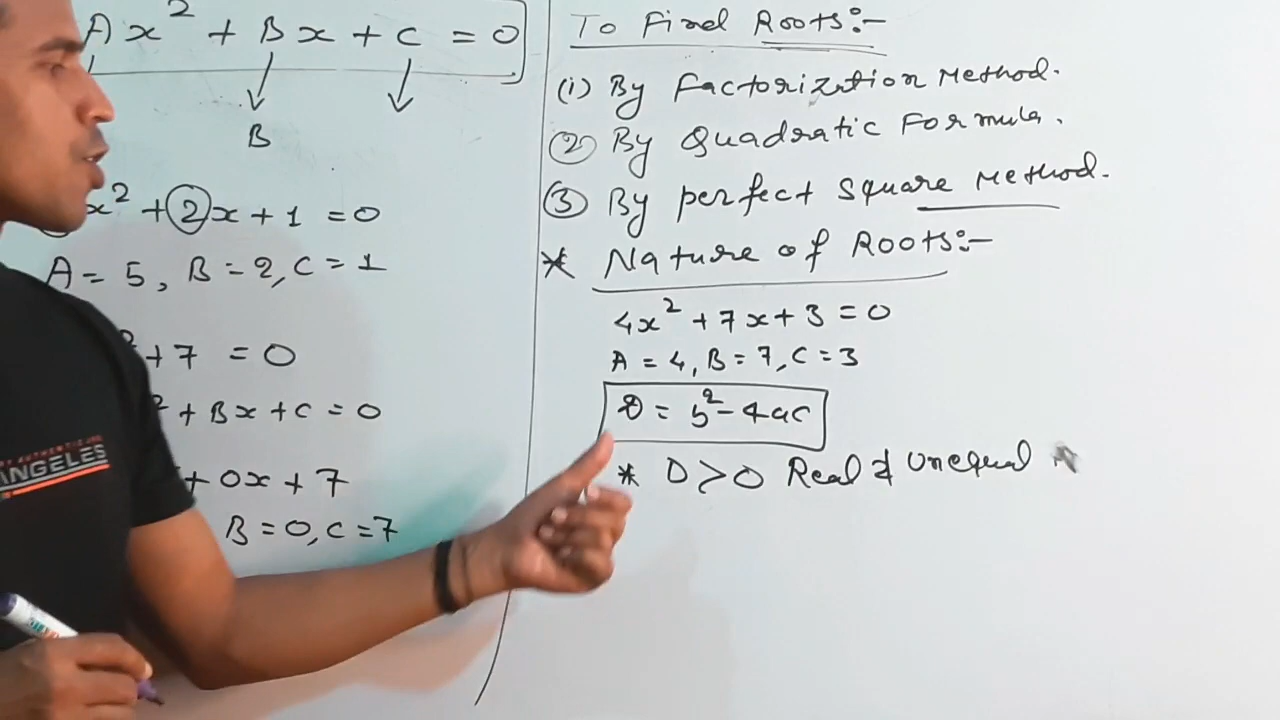 Ax² + Bx + C = 0
B
x² + 2x + 1 = 0
A = 5, B = 2, C = 1
+ 7 = 0
² + Bx + C = 0
+ 0x + 7
B = 0, C = 7
ANGELES
To Find Roots:-
(1) By Factorization Method.
(2) By Quadratic Formula.
(3) By perfect Square Method.
* Nature of Roots:-
4x² + 7x + 3 = 0
A = 4, B = 7, C = 3
D = b² - 4ac
* D > 0 Real & Unequal